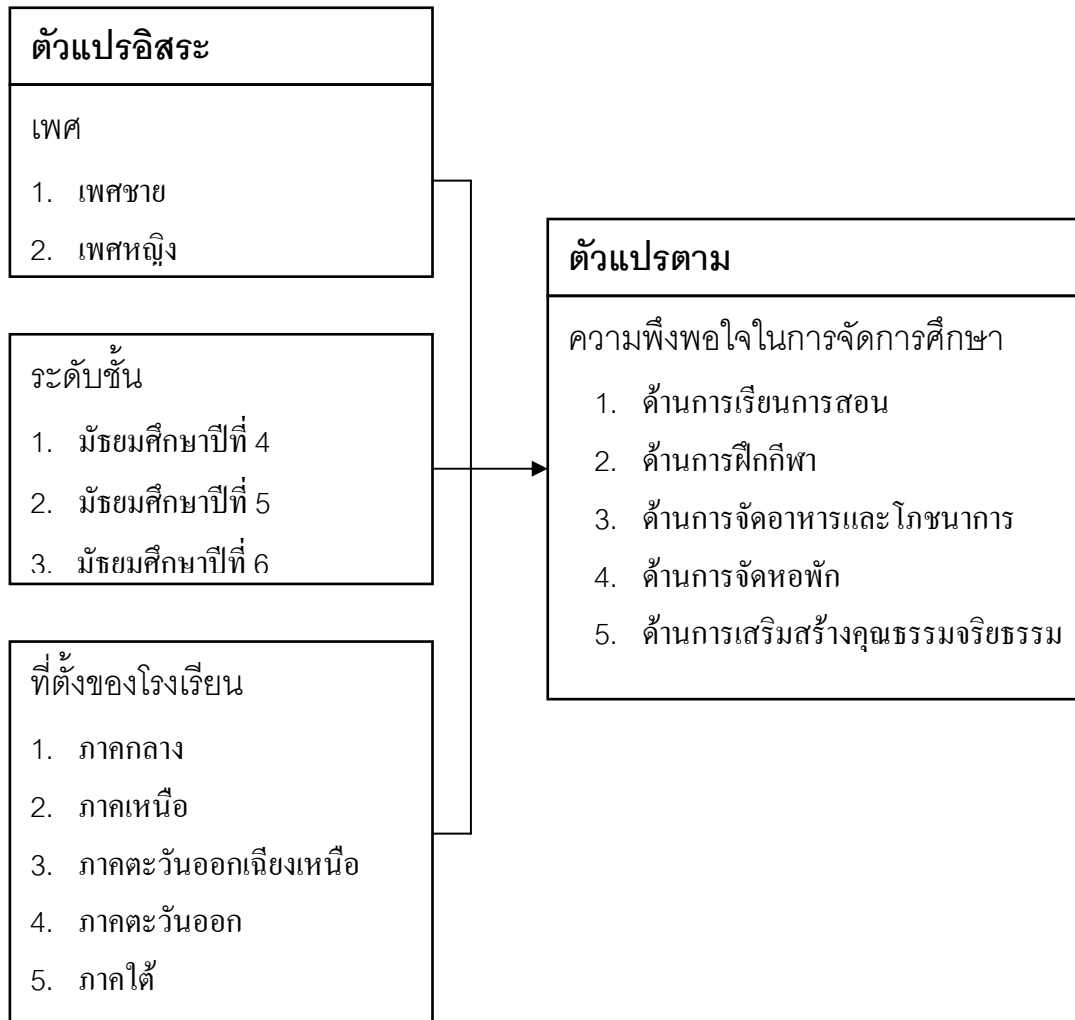 ตัวแปรอิสระ
เพศ
1. เพศชาย
2. เพศหญิง
ระดับชั้น
1. มัธยมศึกษาปีที่ 4
2. มัธยมศึกษาปีที่ 5
3. มัธยมศึกษาปีที่ 6
ที่ตั้งของโรงเรียน
1. ภาคกลาง
2. ภาคเหนือ
3. ภาคตะวันออกเฉียงเหนือ
4. ภาคตะวันออก
5. ภาคใต้
ตัวแปรตาม
ความพึงพอใจในการจัดการศึกษา
1. ด้านการเรียนการสอน
2. ด้านการฝึกกีฬา
3. ด้านการจัดอาหารและโภชนาการ
4. ด้านการจัดหอพัก
5. ด้านการเสริมสร้างคุณธรรมจริยธรรม